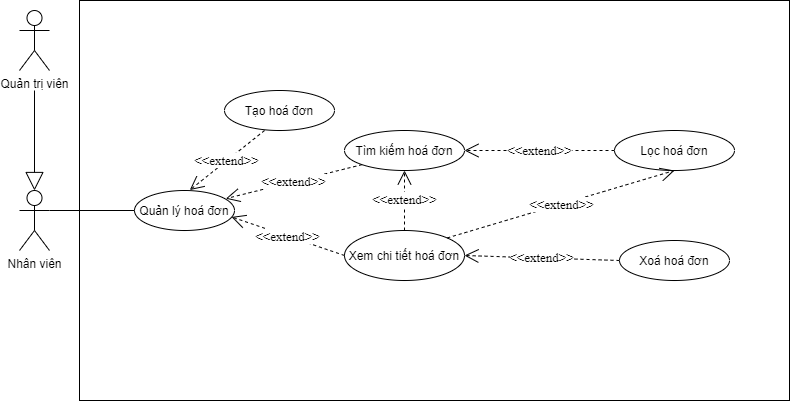 Quản trị viên
Tạo hoá đơn
<<extend>>
Tìm kiếm hoá đơn
<<extend>>
Lọc hoá đơn
<<extend>>
<<extend>>
<<extend>>
Quản lý hoá đơn
<<extend>>
Nhân viên
Xem chi tiết hoá đơn
<<extend>>
Xoá hoá đơn